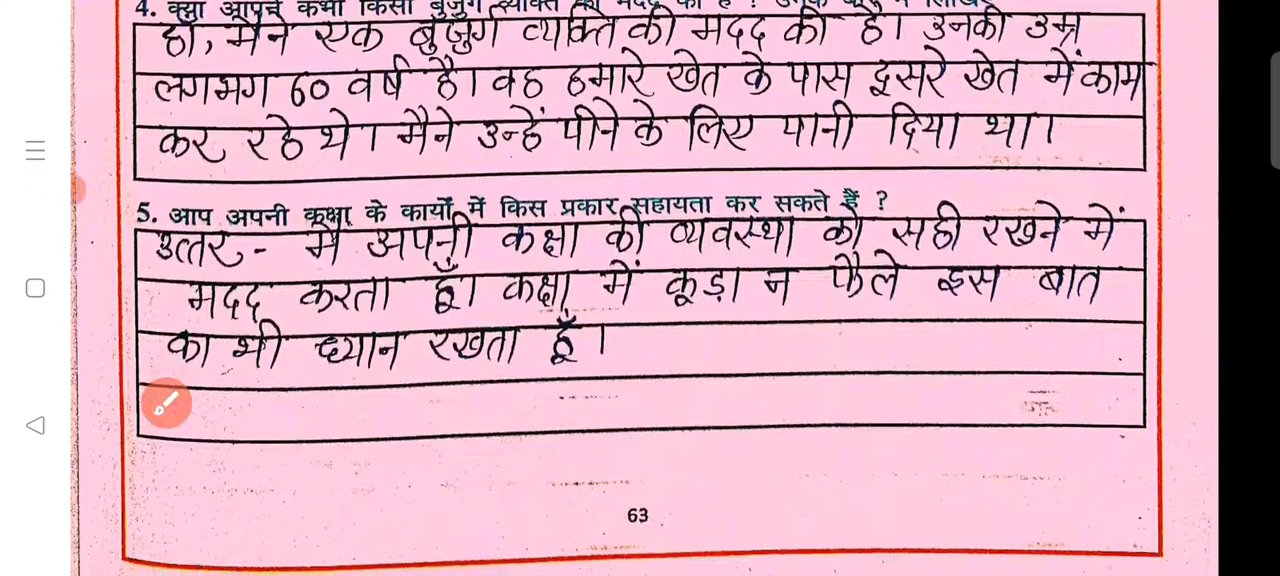 4. क्या आपने कभी किसी बुजुर्ग व्यक्ति की मदद की है ? उनके बारे में लिखिए
हाँ, मैने एक बुजुर्ग व्यक्ति की मदद की है। उनकी उम्र
लगभग 60 वर्ष है। वह हमारे खेत के पास दूसरे खेत में काम
कर रहे थे। मैने उन्हें पीने के लिए पानी दिया था।
5. आप अपनी कक्षा के कार्यों में किस प्रकार सहायता कर सकते हैं ?
उत्तर - मै अपनी कक्षा की व्यवस्था को सही रखने में
मदद करता हूँ। कक्षा में कूड़ा न फैले इस बात
का भी ध्यान रखता हूँ।
63